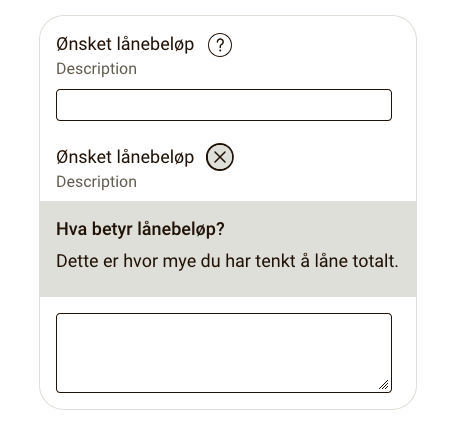 Ønsket lånebeløp ?
Description
Ønsket lånebeløp
Description
Hva betyr lånebeløp?
Dette er hvor mye du har tenkt å låne totalt.